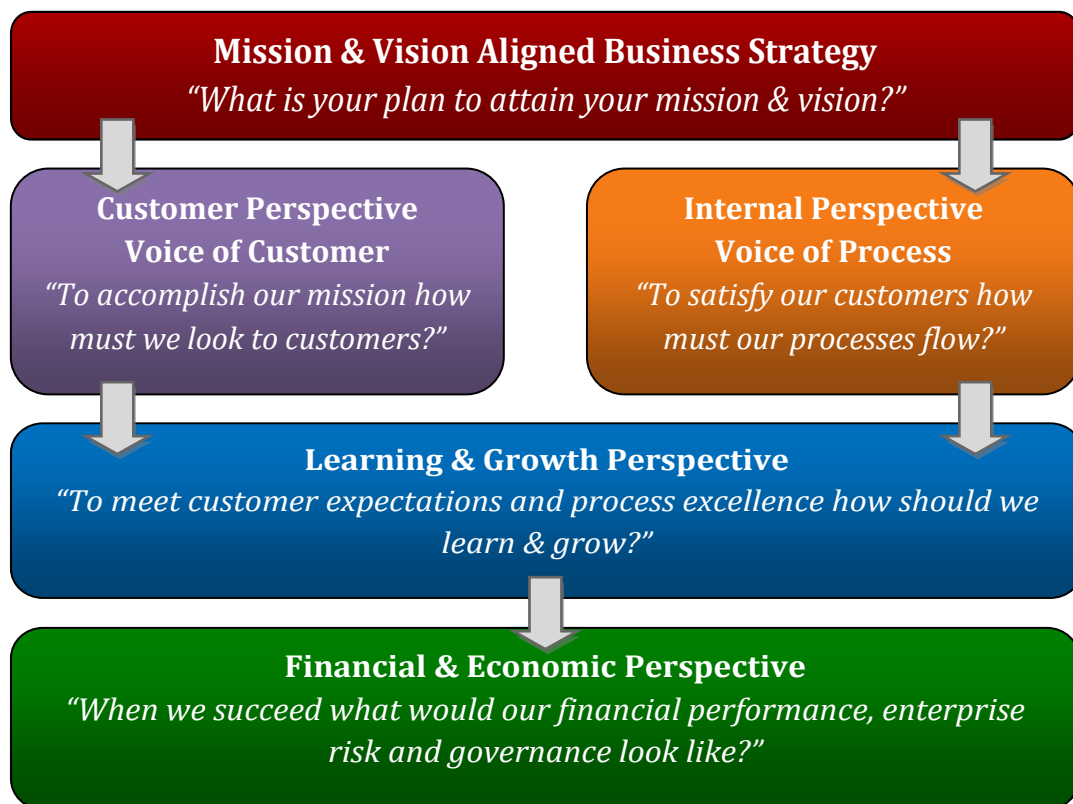 Mission & Vision Aligned Business Strategy
“What is your plan to attain your mission & vision?”
Customer Perspective
Voice of Customer
“To accomplish our mission how
must we look to customers?”
Internal Perspective
Voice of Process
“To satisfy our customers how
must our processes flow?”
Learning & Growth Perspective
“To meet customer expectations and process excellence how should we
learn & grow?”
Financial & Economic Perspective
“When we succeed what would our financial performance, enterprise
risk and governance look like?”